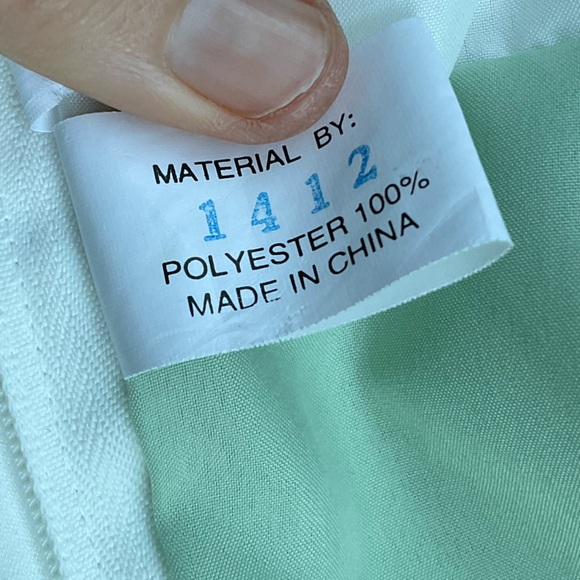 MATERIAL BY:
1412
POLYESTER 100%
MADE IN CHINA